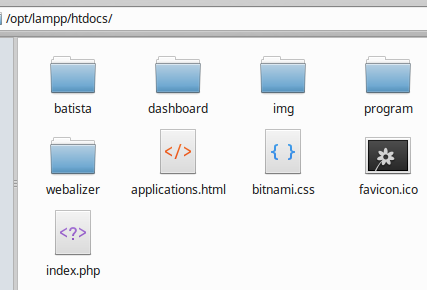 /opt/lampp/htdocs/
batista dashboard img program
webalizer applications.html bitnami.css favicon.ico
index.php